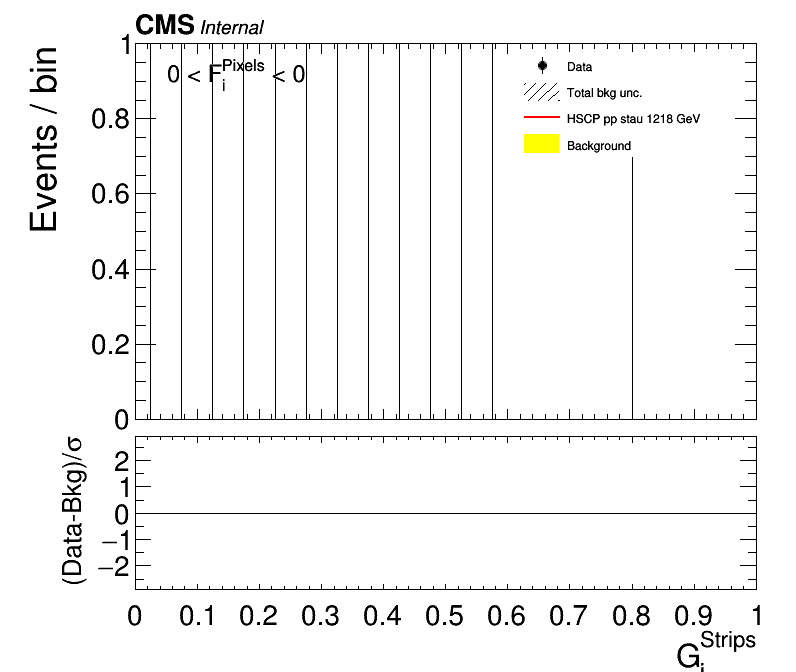 CMS Internal
Events / bin
1
0.8
0.6
0.4
0.2
0
0 < F_i^Pixels < 0
Data
Total bkg unc.
HSCP pp stau 1218 GeV
Background
(Data-Bkg)/σ
2
1
0
−1
−2
0 0.1 0.2 0.3 0.4 0.5 0.6 0.7 0.8 0.9 1
G_i^Strips